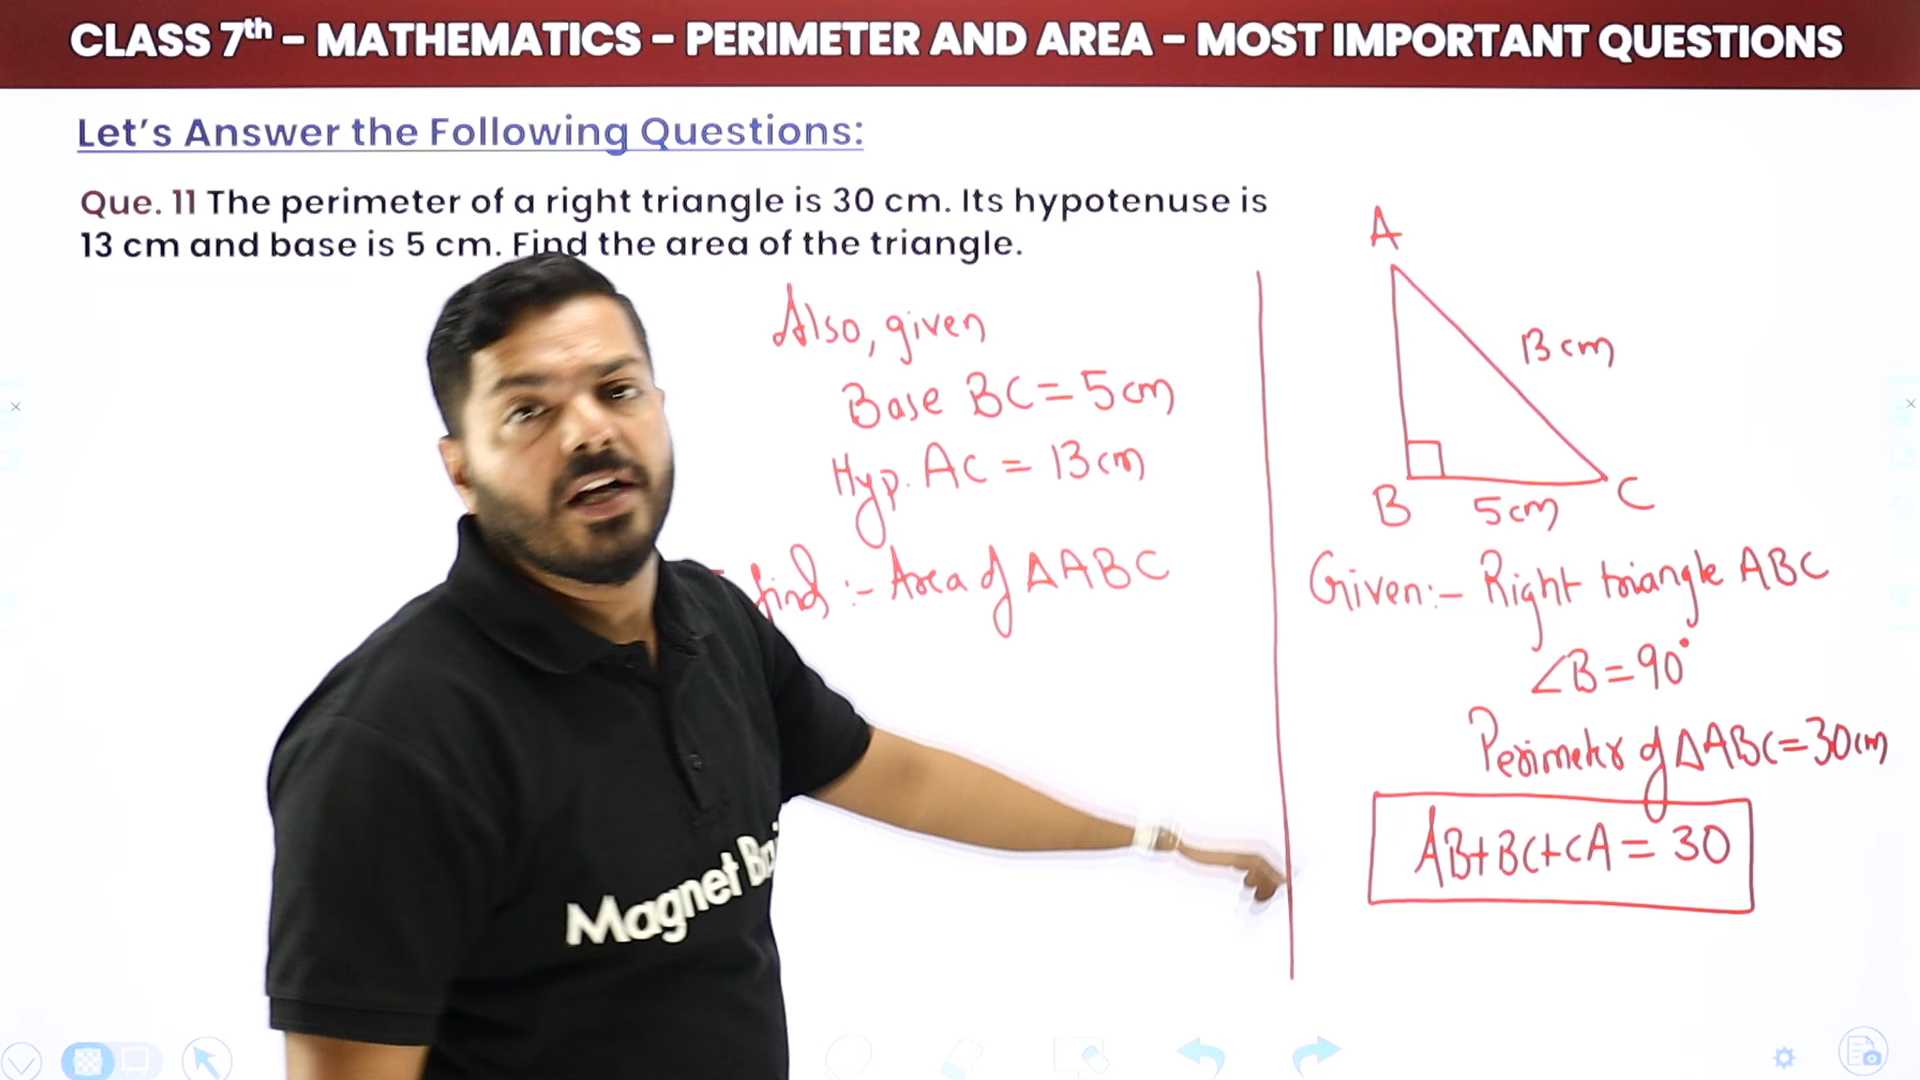 CLASS 7th – MATHEMATICS – PERIMETER AND AREA – MOST IMPORTANT QUESTIONS
Let's Answer the Following Questions:
Que. 11 The perimeter of a right triangle is 30 cm. Its hypotenuse is
13 cm and base is 5 cm. Find the area of the triangle.
Also, given
Base BC = 5cm
Hyp. AC = 13cm
find :- Area of △ABC
A
13 cm
B
5cm
C
Given:- Right triangle ABC
∠B = 90°
Perimeter of △ABC = 30cm
AB + BC + CA = 30
Magnet